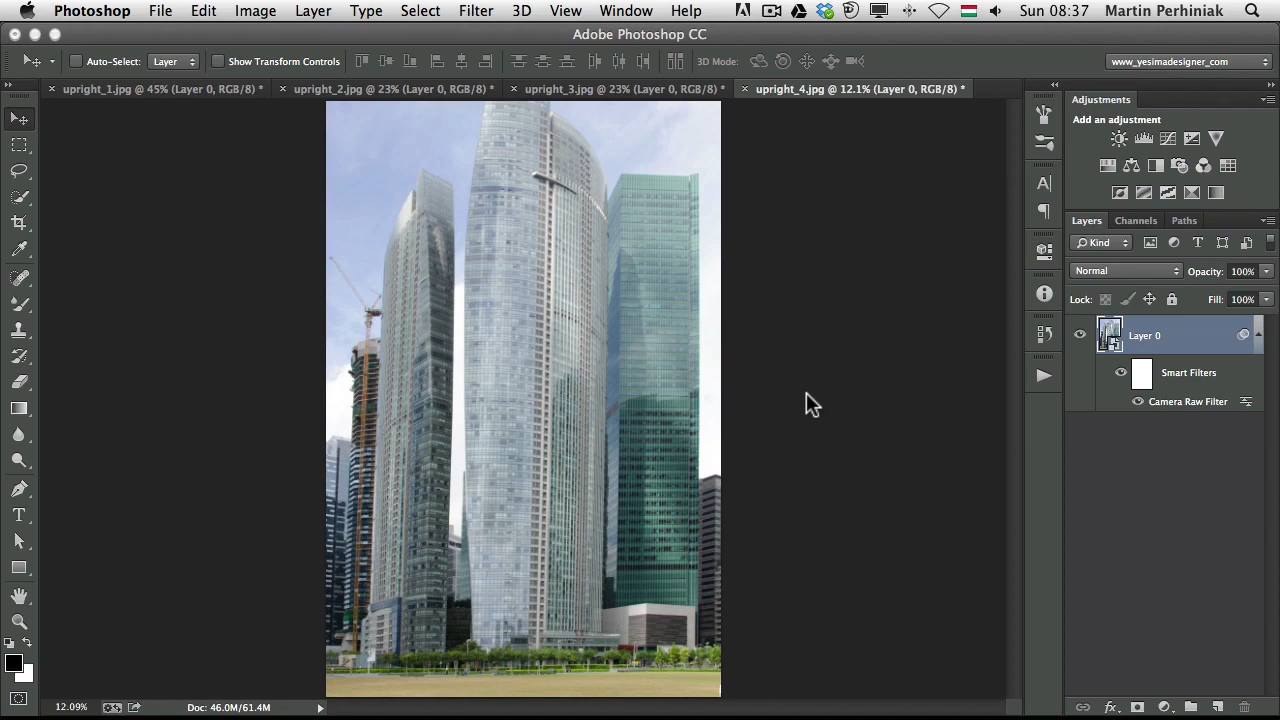 Photoshop File Edit Image Layer Type Select Filter 3D View Window Help Sun 08:37 Martin Perhiniak
Adobe Photoshop CC
Auto-Select: Layer Show Transform Controls 3D Mode: www_yesimadesigner_com
upright_1.jpg @ 45% (Layer 0, RGB/8) * upright_2.jpg @ 23% (Layer 0, RGB/8) * upright_3.jpg @ 23% (Layer 0, RGB/8) * upright_4.jpg @ 12.1% (Layer 0, RGB/8) *
Adjustments
Add an adjustment
Layers Channels Paths
Kind
Normal Opacity: 100%
Lock: Fill: 100%
Layer 0
Smart Filters
Camera Raw Filter
12.09% Doc: 46.0M/61.4M